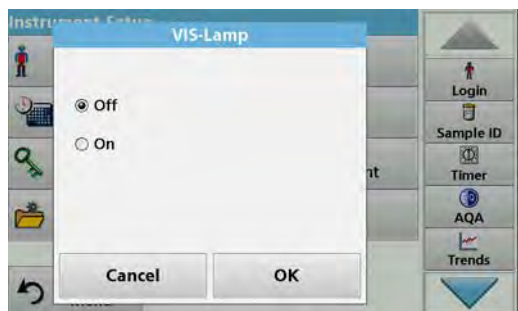 VIS-Lamp
Off
On
Cancel
OK
Login
Sample ID
Timer
AQA
Trends